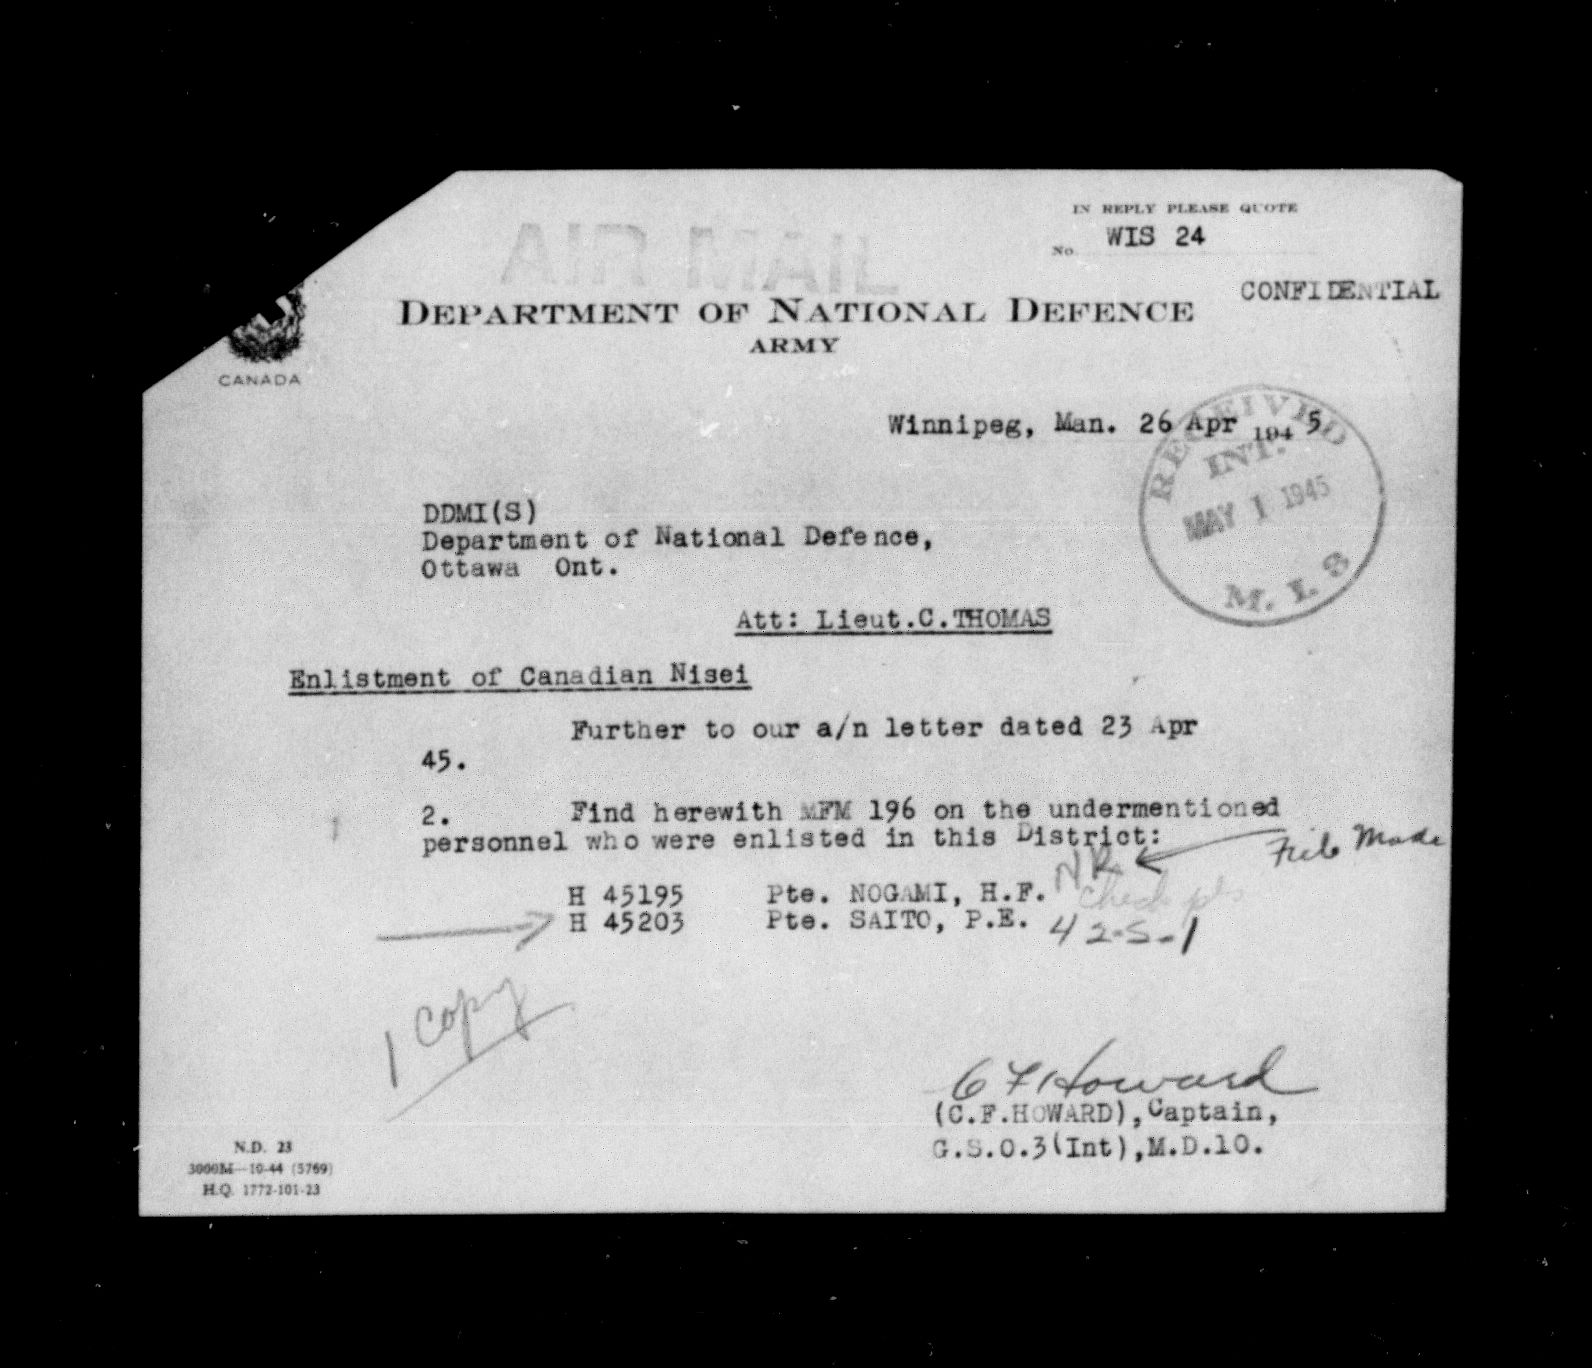 IN REPLY PLEASE QUOTE
No. WIS 24
CONFIDENTIAL
AIR MAIL
DEPARTMENT OF NATIONAL DEFENCE
ARMY
CANADA
Winnipeg, Man. 26 Apr 1945
RECEIVED
INT.
MAY 1 1945
M. I. 8
DDMI(S)
Department of National Defence,
Ottawa Ont.
Att: Lieut.C.THOMAS
Enlistment of Canadian Nisei
Further to our a/n letter dated 23 Apr
45.
2. Find herewith MFM 196 on the undermentioned
personnel who were enlisted in this District:
File Made
NR
H 45195 Pte. NOGAMI, H.F. Check pls
H 45203 Pte. SAITO, P.E. 42-S-1
1 copy
C F Howard
(C.F.HOWARD),Captain,
G.S.O.3(Int),M.D.10.
N.D. 23
3000M—10-44 (5769)
H.Q. 1772-101-23